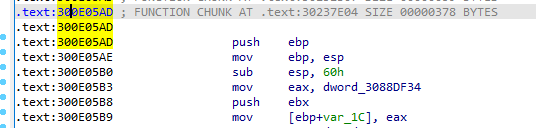 .text:300E05AD ; FUNCTION CHUNK AT .text:30237E04 SIZE 00000378 BYTES
.text:300E05AD
.text:300E05AD push ebp
.text:300E05AE mov ebp, esp
.text:300E05B0 sub esp, 60h
.text:300E05B3 mov eax, dword_3088DF34
.text:300E05B8 push ebx
.text:300E05B9 mov [ebp+var_1C], eax